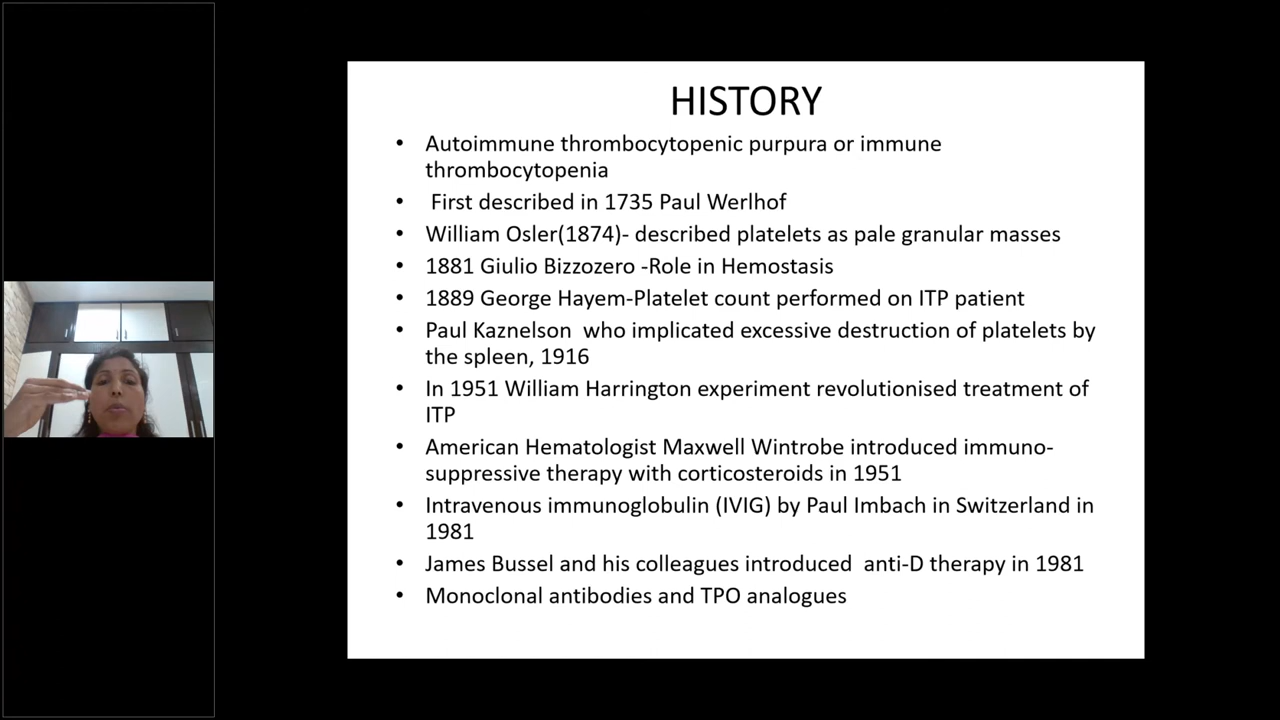 HISTORY
• Autoimmune thrombocytopenic purpura or immune
thrombocytopenia
• First described in 1735 Paul Werlhof
• William Osler(1874)- described platelets as pale granular masses
• 1881 Giulio Bizzozero -Role in Hemostasis
• 1889 George Hayem-Platelet count performed on ITP patient
• Paul Kaznelson  who implicated excessive destruction of platelets by
the spleen, 1916
• In 1951 William Harrington experiment revolutionised treatment of
ITP
• American Hematologist Maxwell Wintrobe introduced immuno-
suppressive therapy with corticosteroids in 1951
• Intravenous immunoglobulin (IVIG) by Paul Imbach in Switzerland in
1981
• James Bussel and his colleagues introduced  anti-D therapy in 1981
• Monoclonal antibodies and TPO analogues